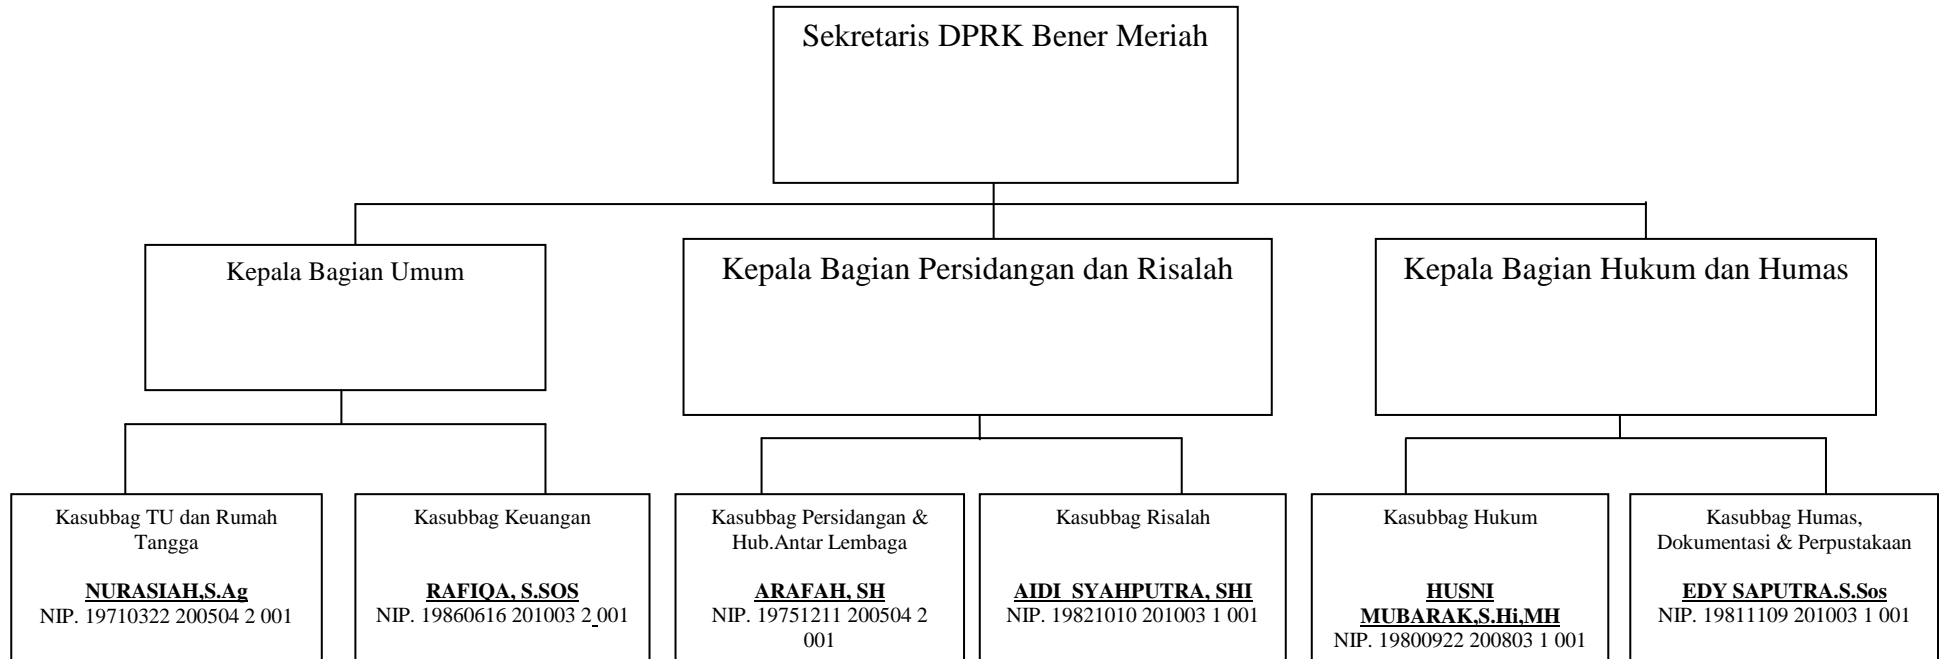 Sekretaris DPRK Bener Meriah
Kepala Bagian Umum
Kepala Bagian Persidangan dan Risalah
Kepala Bagian Hukum dan Humas
Kasubbag TU dan Rumah
Tangga
NURASIAH,S.Ag
NIP. 19710322 200504 2 001
Kasubbag Keuangan
RAFIQA, S.SOS
NIP. 19860616 201003 2 001
Kasubbag Persidangan &
Hub.Antar Lembaga
ARAFAH, SH
NIP. 19751211 200504 2
001
Kasubbag Risalah
AIDI SYAHPUTRA, SHI
NIP. 19821010 201003 1 001
Kasubbag Hukum
HUSNI
MUBARAK,S.Hi,MH
NIP. 19800922 200803 1 001
Kasubbag Humas,
Dokumentasi & Perpustakaan
EDY SAPUTRA.S.Sos
NIP. 19811109 201003 1 001